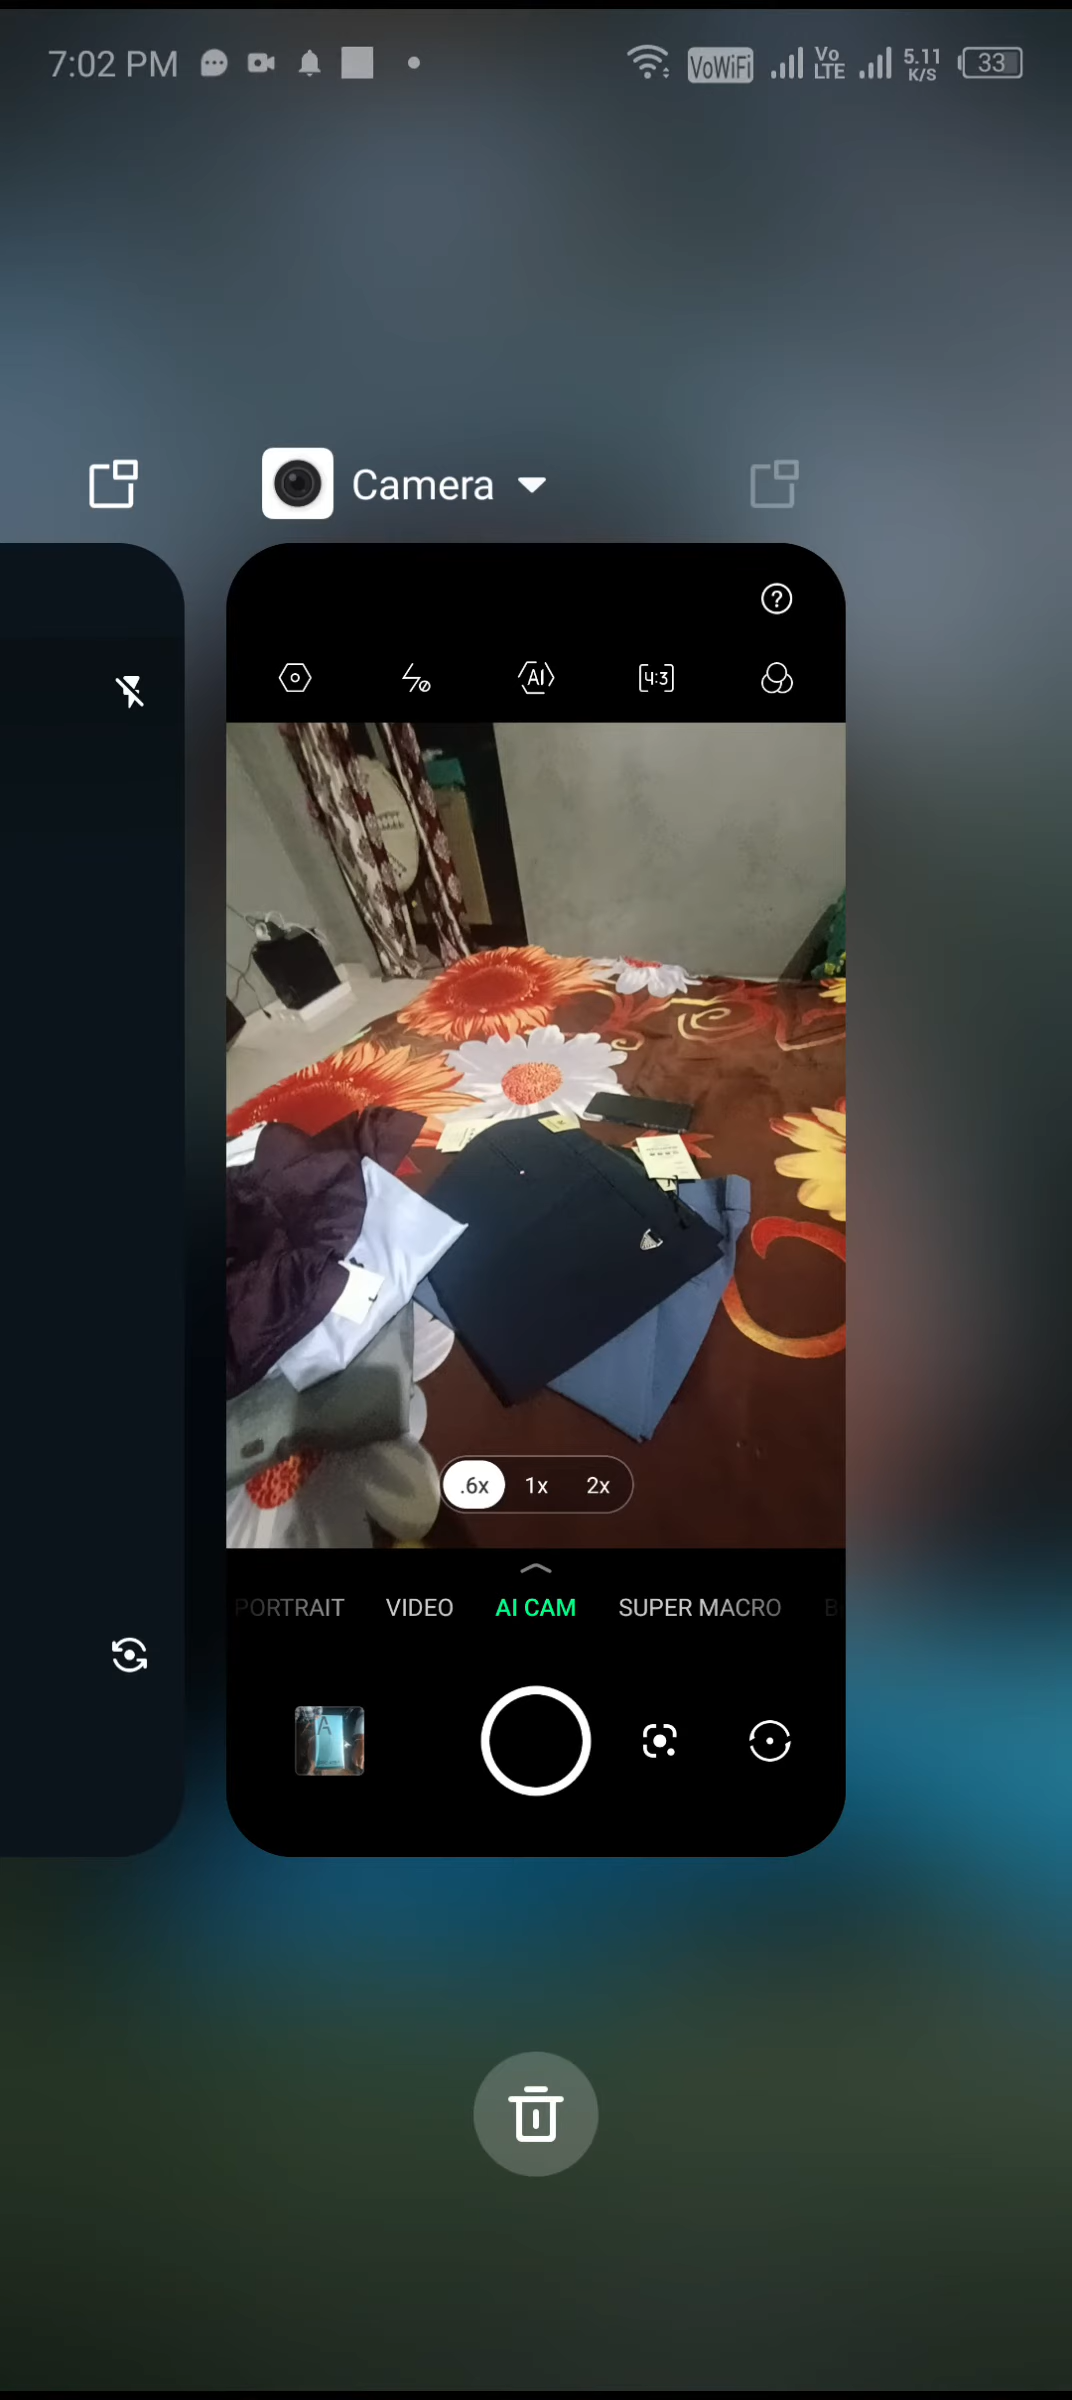 7:02 PM
VoWiFi
Vo
LTE
5.11
K/S
33
Camera
AI
4:3
.6x
1x
2x
PORTRAIT
VIDEO
AI CAM
SUPER MACRO
B
A